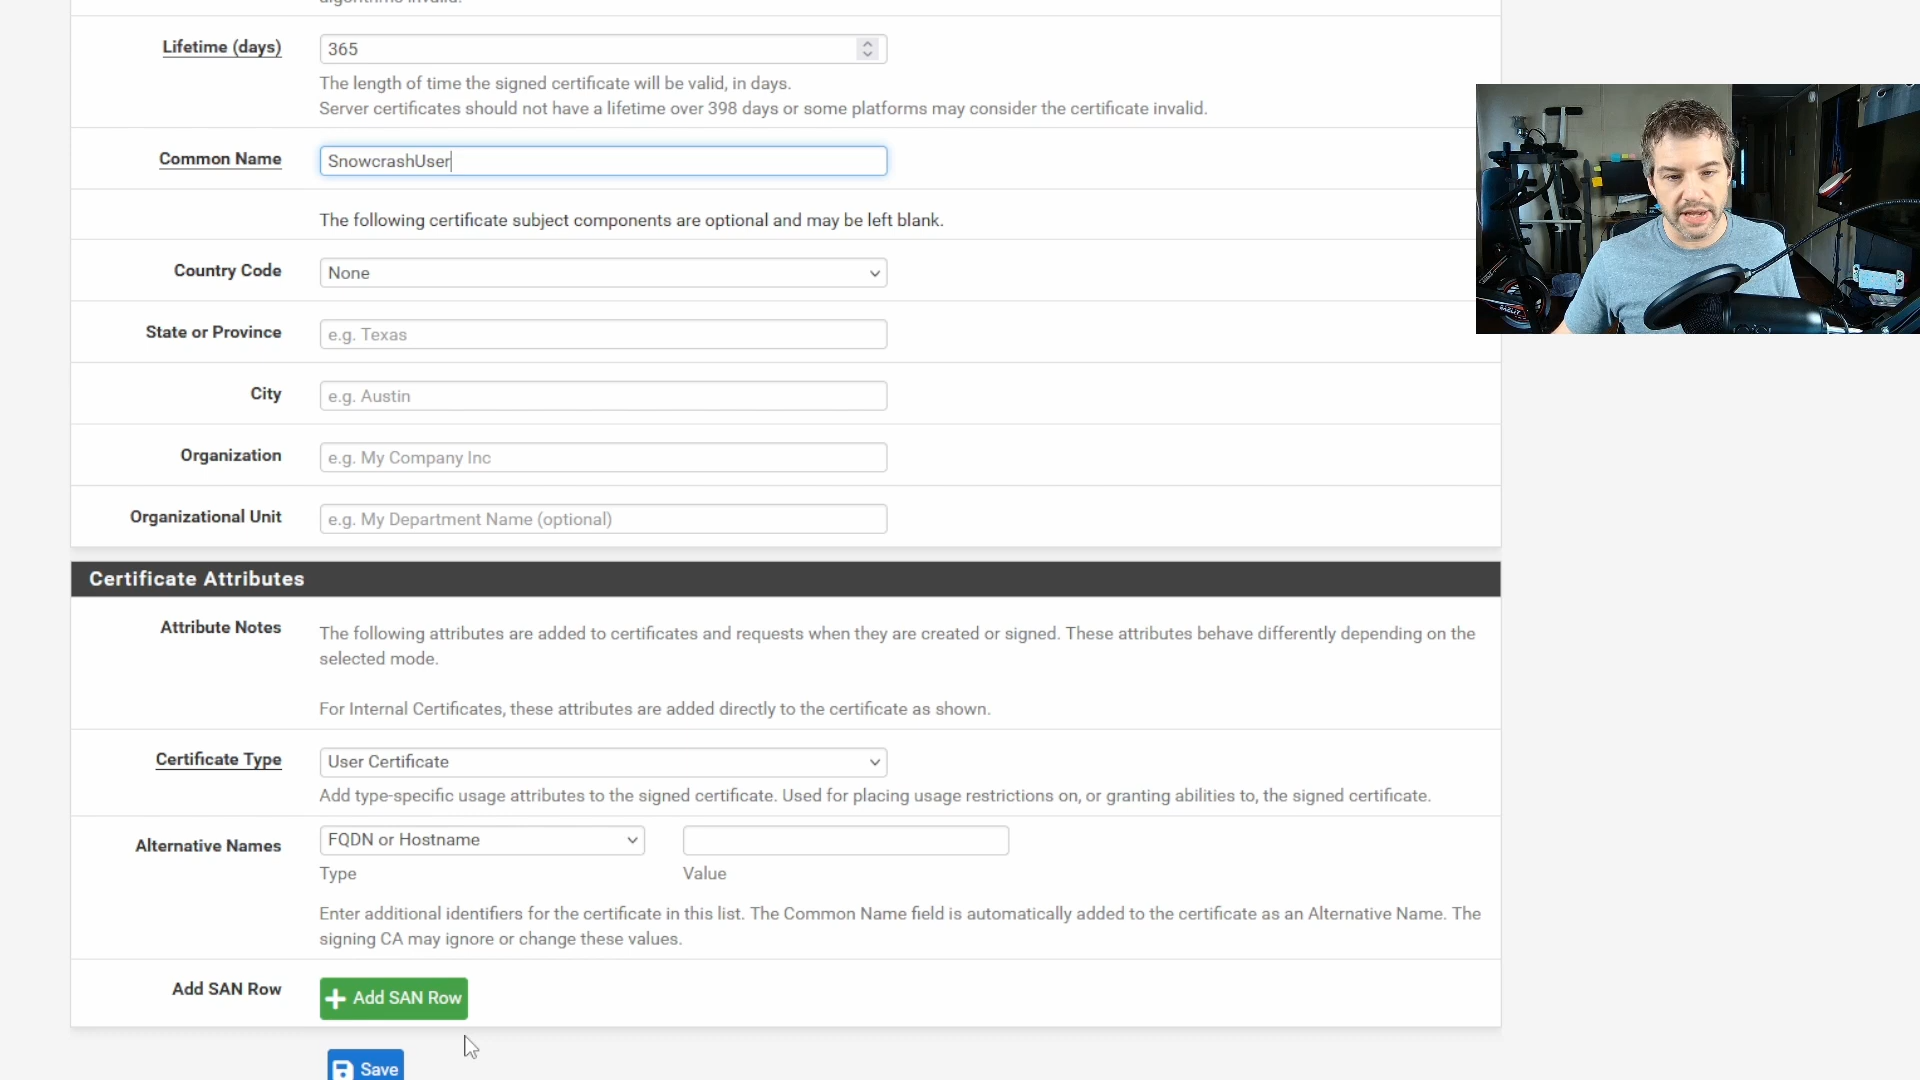 Lifetime (days)
365
The length of time the signed certificate will be valid, in days.
Server certificates should not have a lifetime over 398 days or some platforms may consider the certificate invalid.
Common Name
SnowcrashUser
The following certificate subject components are optional and may be left blank.
Country Code
None
State or Province
e.g. Texas
City
e.g. Austin
Organization
e.g. My Company Inc
Organizational Unit
e.g. My Department Name (optional)
Certificate Attributes
Attribute Notes
The following attributes are added to certificates and requests when they are created or signed. These attributes behave differently depending on the
selected mode.
For Internal Certificates, these attributes are added directly to the certificate as shown.
Certificate Type
User Certificate
Add type-specific usage attributes to the signed certificate. Used for placing usage restrictions on, or granting abilities to, the signed certificate.
Alternative Names
FQDN or Hostname
Type
Value
Enter additional identifiers for the certificate in this list. The Common Name field is automatically added to the certificate as an Alternative Name. The
signing CA may ignore or change these values.
Add SAN Row
Add SAN Row
Save